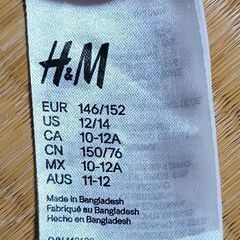 H&M
EUR 146/152
US 12/14
CA 10-12A
CN 150/76
MX 10-12A
AUS 11-12
Made in Bangladesh
Fabriqué au Bangladesh
Hecho en Bangladesh